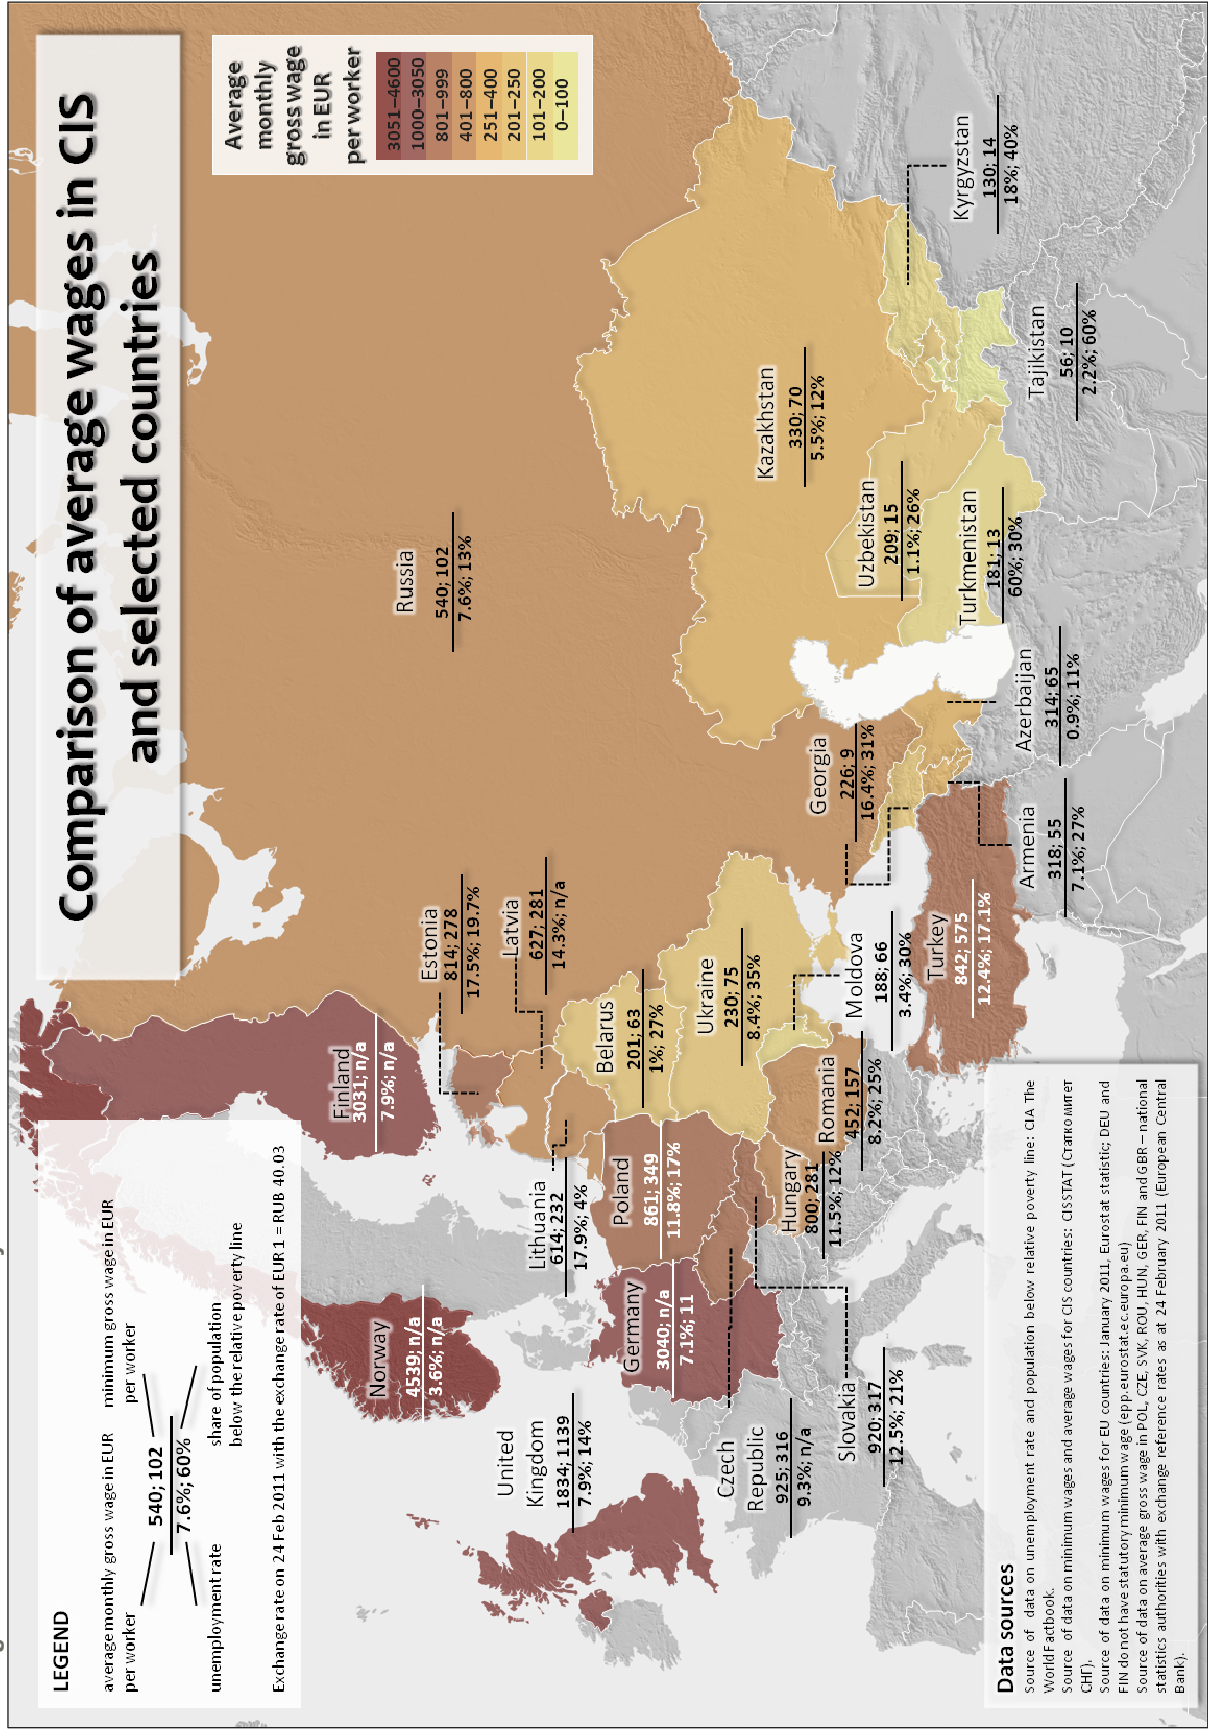 Comparison of average wages in CIS
and selected countries
LEGEND
average monthly gross wage in EUR
per worker
minimum gross wage in EUR
per worker
540; 102
7.6%; 60%
unemployment rate
share of population
below the relative poverty line
Exchange rate on 24 Feb 2011 with the exchange rate of EUR 1 = RUB 40.03
Average
monthly
gross wage
in EUR
per worker
3051–4600
1000–3050
801–999
401–800
251–400
201–250
101–200
0–100
Norway
4539; n/a
3.6%; n/a
Finland
3031; n/a
7.9%; n/a
Russia
540; 102
7.6%; 13%
Estonia
814; 278
17.5%; 19.7%
Latvia
627; 281
14.3%; n/a
Lithuania
614; 232
17.9%; 4%
United
Kingdom
1834; 1139
7.9%; 14%
Germany
3040; n/a
7.1%; 11
Poland
861; 349
11.8%; 17%
Belarus
201; 63
1%; 27%
Ukraine
230; 75
8.4%; 35%
Czech
Republic
925; 316
9.3%; n/a
Slovakia
920; 317
12.5%; 21%
Hungary
800; 281
11.5%; 12%
Romania
452; 157
8.2%; 25%
Moldova
188; 66
3.4%; 30%
Turkey
842; 575
12.4%; 17.1%
Georgia
226; 9
16.4%; 31%
Armenia
318; 55
7.1%; 27%
Azerbaijan
314; 65
0.9%; 11%
Kazakhstan
330; 70
5.5%; 12%
Uzbekistan
209; 15
1.1%; 26%
Turkmenistan
181; 13
60%; 30%
Tajikistan
56; 10
2.2%; 60%
Kyrgyzstan
130; 14
18%; 40%
Data sources
Source of data on unemployment rate and population below relative poverty line: CIA The
World Factbook.
Source of data on minimum wages and average wages for CIS countries: CISSTAT (Статкомитет
СНГ).
Source of data on minimum wages for EU countries: January 2011, Eurostat statistic; DEU and
FIN do not have statutory minimum wage (epp.eurostat.ec.europa.eu)
Source of data on average gross wage in POL, CZE, SVK, ROU, HUN, GER, FIN and GBR – national
statistics authorities with exchange reference rates as at 24 February 2011 (European Central
Bank).